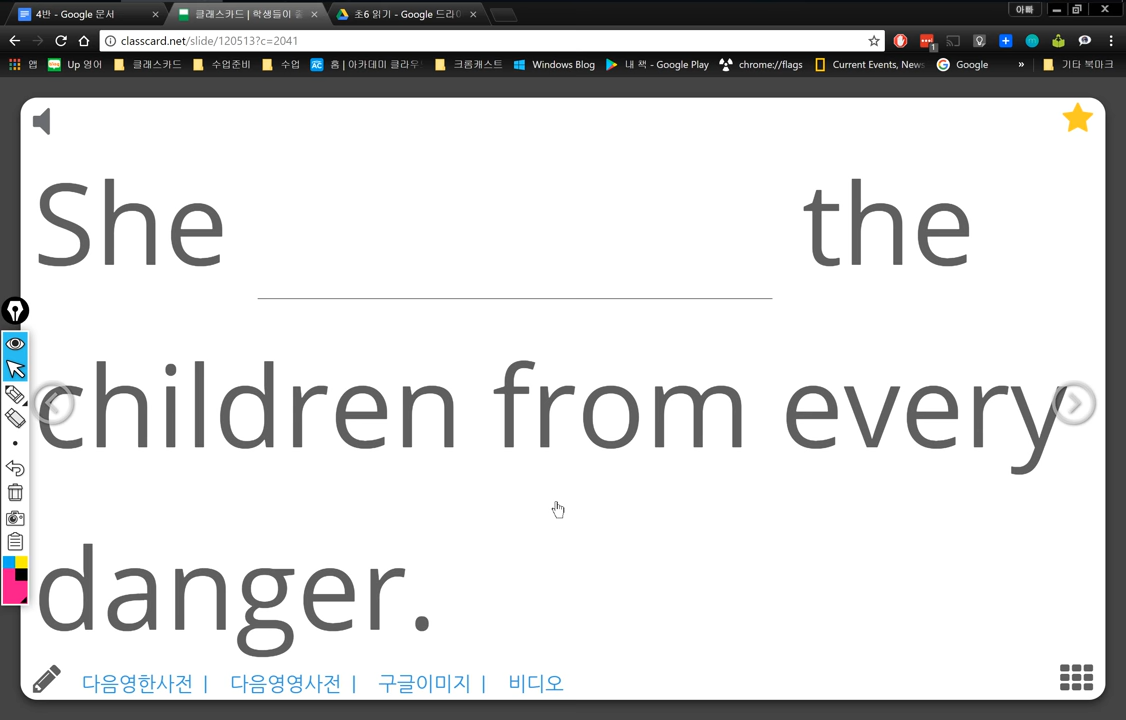 4반 - Google 문서
클래스카드 | 학생들이 좋
초6 읽기 - Google 드라이
아빠
classcard.net/slide/120513?c=2041
1
앱
Up 영어
클래스카드
수업준비
수업
홈 | 아카데미 클라우
크롬캐스트
Windows Blog
내 책 - Google Play
chrome://flags
Current Events, News
Google
»
기타 북마크
She ________ the
children from every
danger.
다음영한사전 |
다음영영사전 |
구글이미지 |
비디오